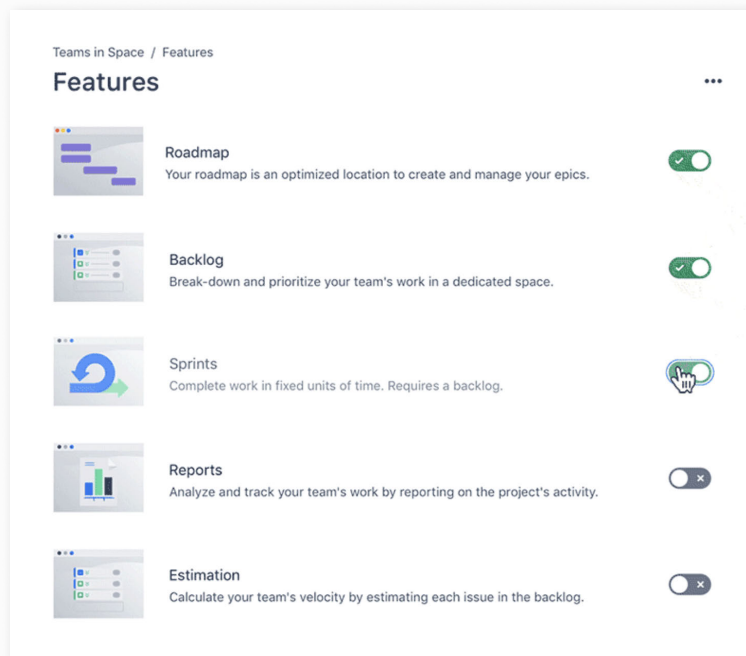 Teams in Space / Features
Features
Roadmap
Your roadmap is an optimized location to create and manage your epics.
Backlog
Break-down and prioritize your team's work in a dedicated space.
Sprints
Complete work in fixed units of time. Requires a backlog.
Reports
Analyze and track your team's work by reporting on the project's activity.
Estimation
Calculate your team's velocity by estimating each issue in the backlog.